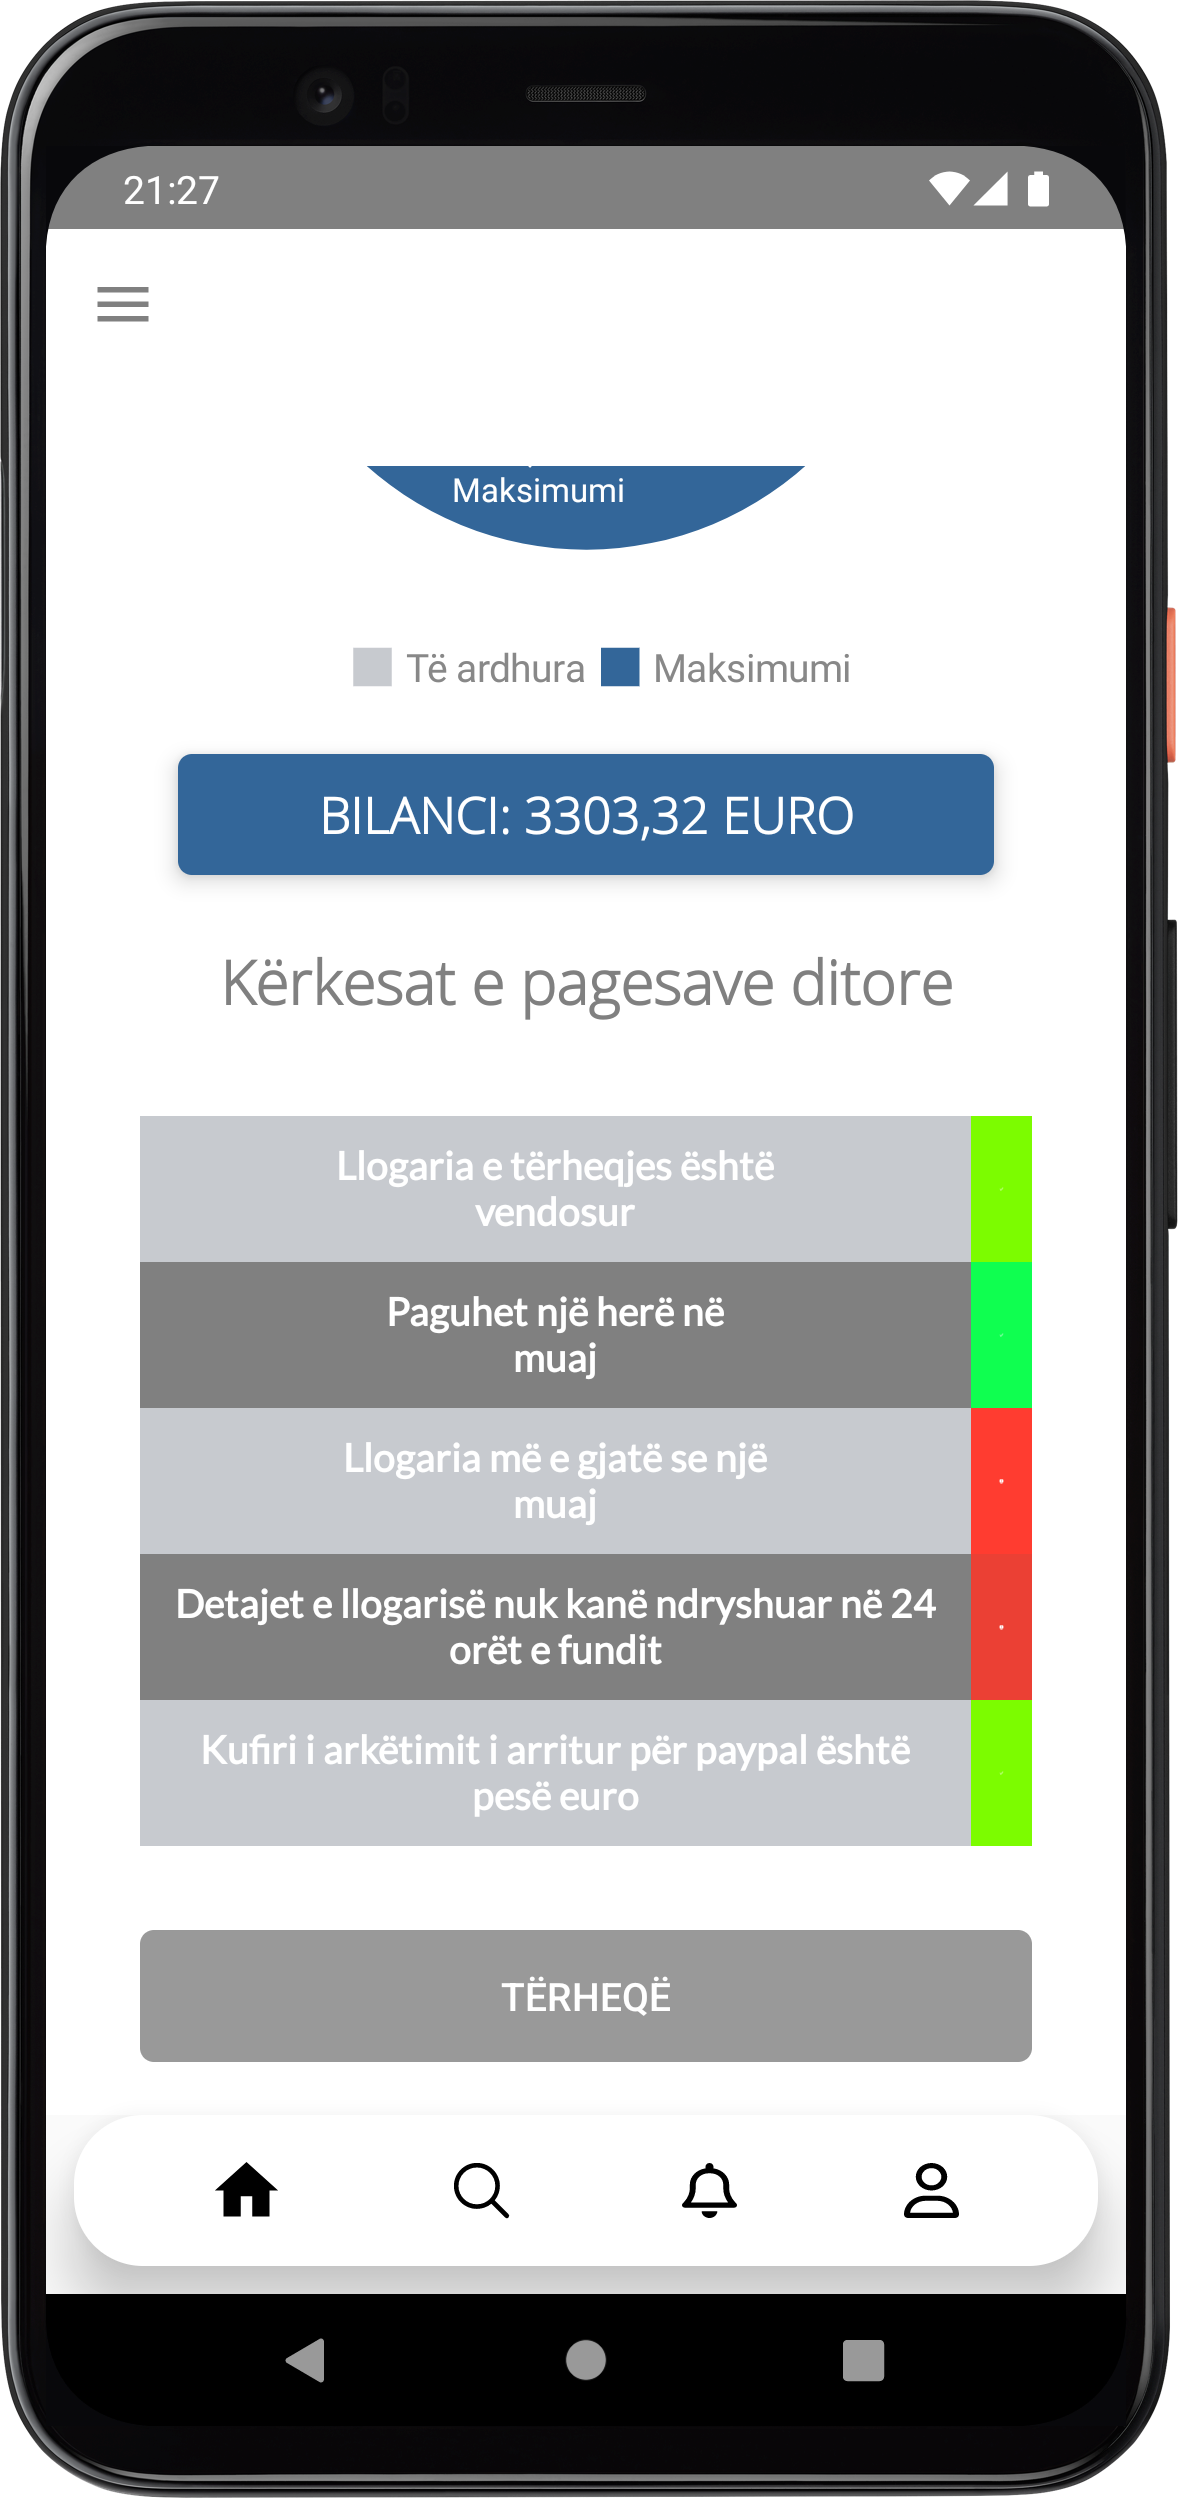 21:27
Maksimumi
Të ardhura Maksimumi
BILANCI: 3303,32 EURO
Kërkesat e pagesave ditore
Llogaria e tërheqjes është
vendosur
Paguhet një herë në
muaj
Llogaria më e gjatë se një
muaj
Detajet e llogarisë nuk kanë ndryshuar në 24
orët e fundit
Kufiri i arkëtimit i arritur për paypal është
pesë euro
TËRHEQË